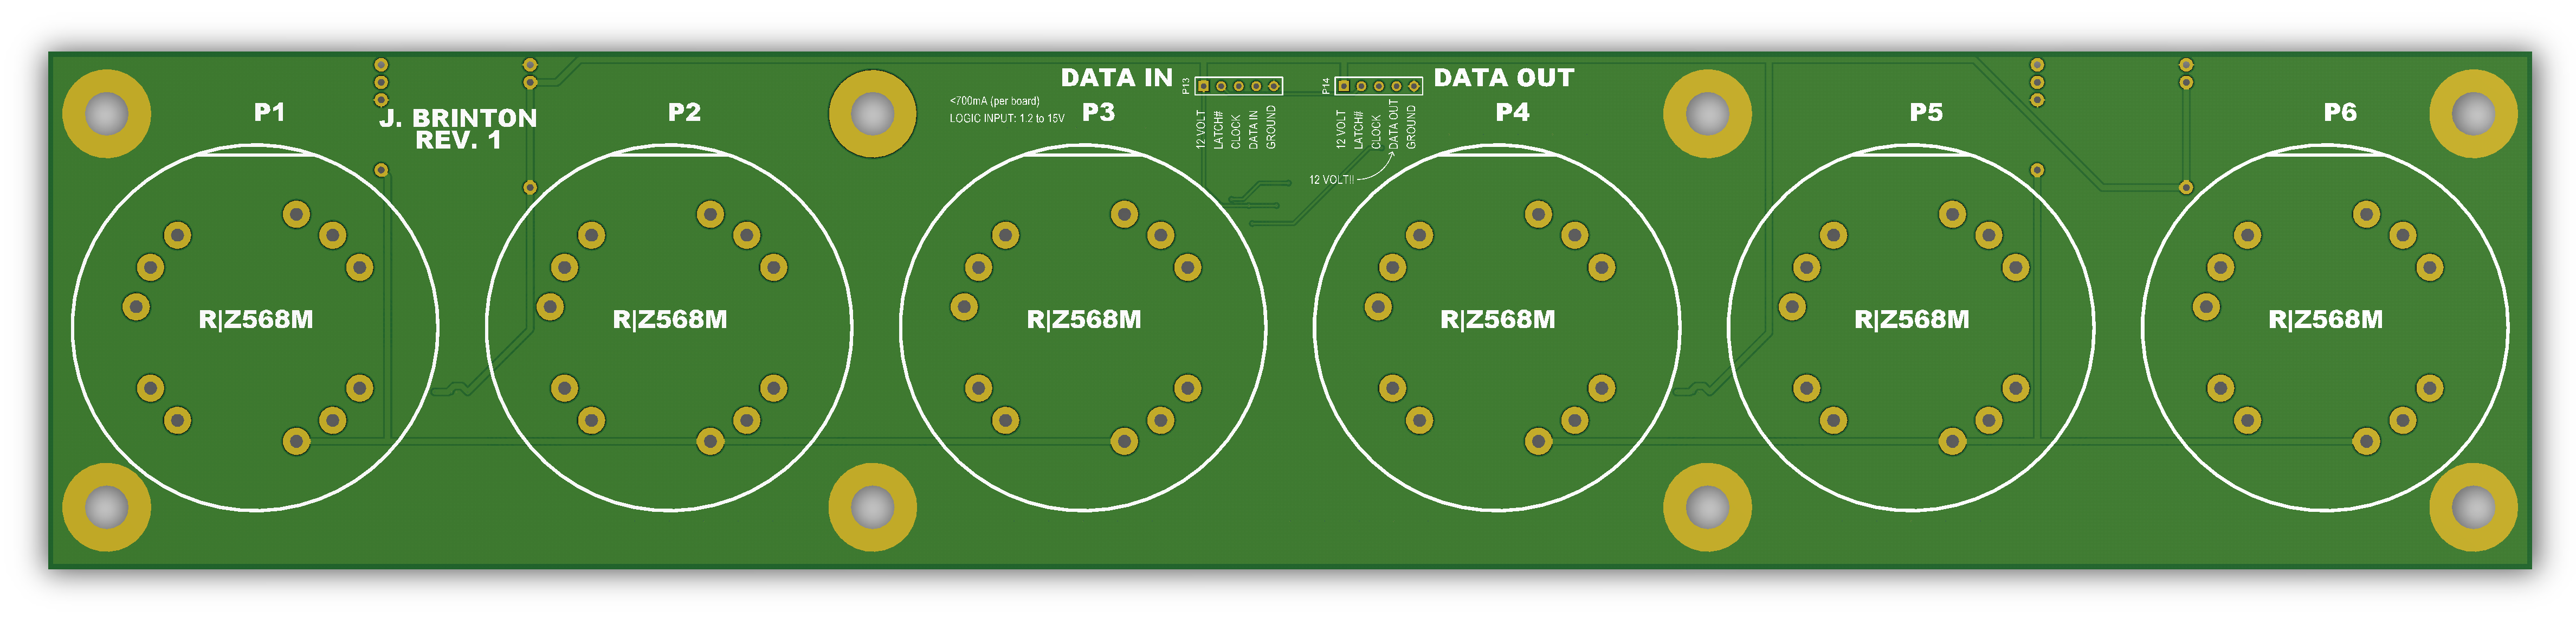 DATA IN
P13
P14
DATA OUT
P1
J. BRINTON
REV. 1
P2
<700mA (per board)
LOGIC INPUT: 1.2 to 15V
P3
12 VOLT
LATCH#
CLOCK
DATA IN
GROUND
12 VOLT
LATCH#
CLOCK
DATA OUT
GROUND
12 VOLT!!
P4
P5
P6
R|Z568M
R|Z568M
R|Z568M
R|Z568M
R|Z568M
R|Z568M